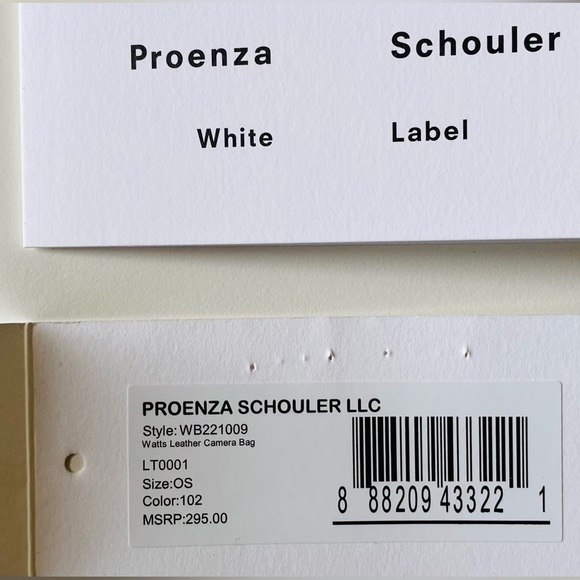 Proenza Schouler
White Label
PROENZA SCHOULER LLC
Style: WB221009
Watts Leather Camera Bag
LT0001
Size:OS
Color:102
MSRP:295.00
8 88209 43322 1